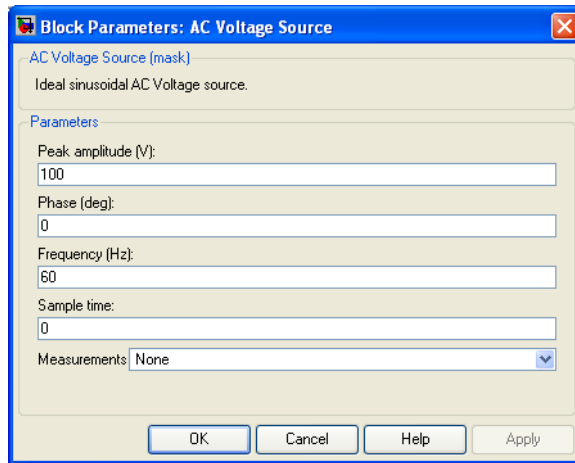 Block Parameters: AC Voltage Source
AC Voltage Source (mask)
Ideal sinusoidal AC Voltage source.
Parameters
Peak amplitude (V):
100
Phase (deg):
0
Frequency (Hz):
60
Sample time:
0
Measurements None
OK Cancel Help Apply